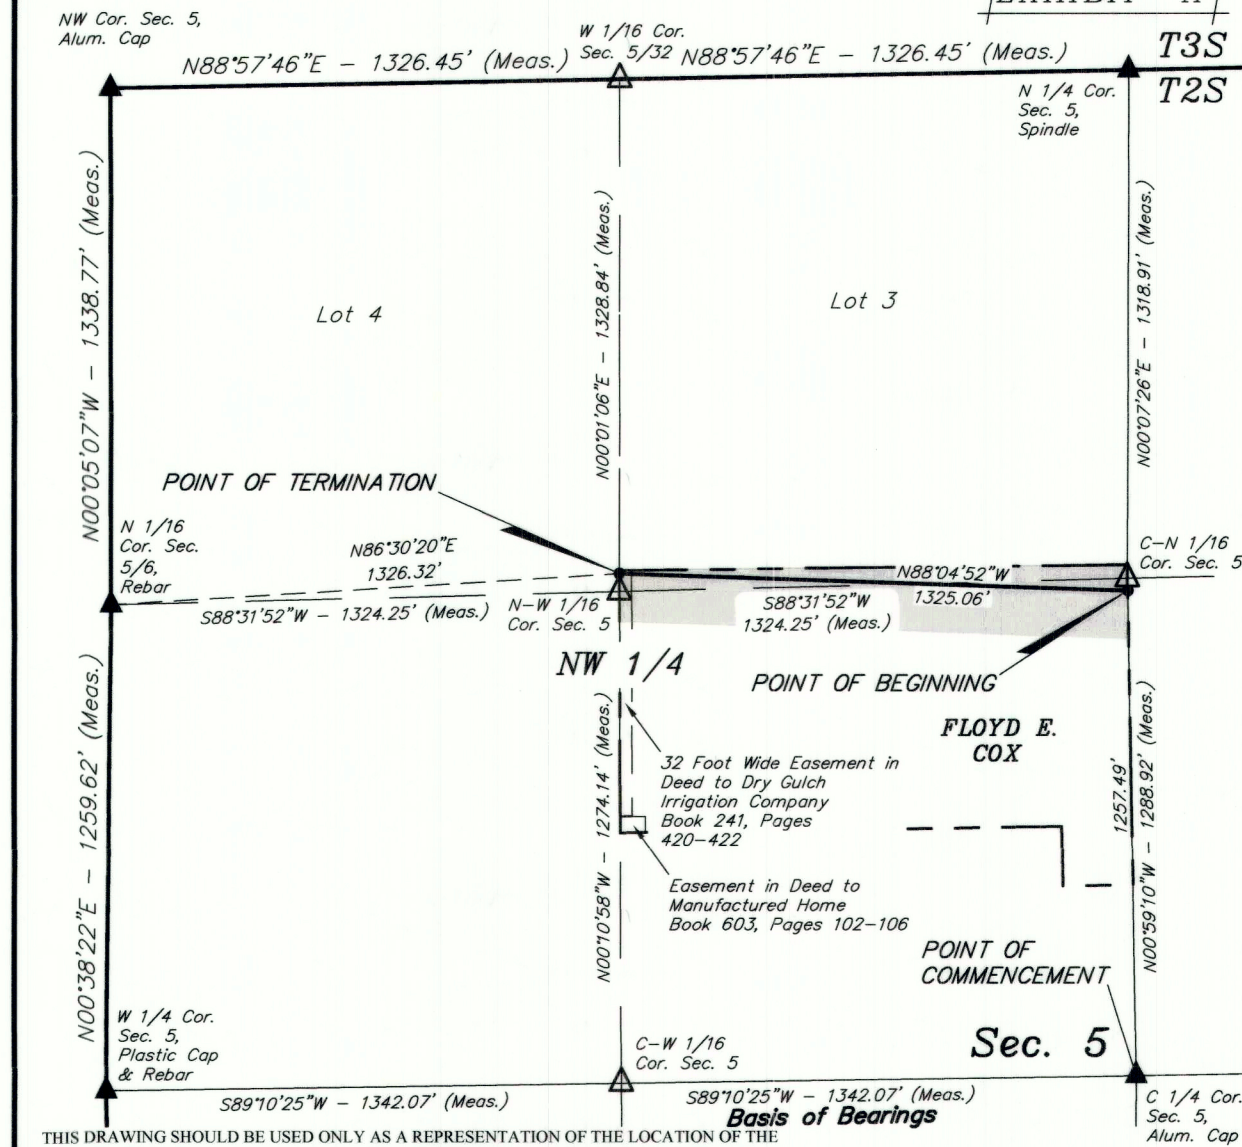 NW Cor. Sec. 5,
Alum. Cap
N88°57'46"E - 1326.45' (Meas.)
W 1/16 Cor.
Sec. 5/32
N88°57'46"E - 1326.45' (Meas.)
T3S
T2S
N 1/4 Cor.
Sec. 5,
Spindle
N00°05'07"W - 1338.77' (Meas.)
N00°01'06"E - 1328.84' (Meas.)
N00°07'26"E - 1318.91' (Meas.)
Lot 4
Lot 3
POINT OF TERMINATION
N 1/16
Cor. Sec.
5/6,
Rebar
N86°30'20"E
1326.32'
S88°31'52"W - 1324.25' (Meas.)
N-W 1/16
Cor. Sec. 5
N88°04'52"W
1325.06'
S88°31'52"W
1324.25' (Meas.)
C-N 1/16
Cor. Sec. 5
NW 1/4
POINT OF BEGINNING
FLOYD E.
COX
N00°38'22"E - 1259.62' (Meas.)
N00°10'58"W - 1274.14' (Meas.)
32 Foot Wide Easement in
Deed to Dry Gulch
Irrigation Company
Book 241, Pages
420-422
Easement in Deed to
Manufactured Home
Book 603, Pages 102-106
1257.49'
N00°59'10"W - 1288.92' (Meas.)
POINT OF
COMMENCEMENT
Sec. 5
W 1/4 Cor.
Sec. 5,
Plastic Cap
& Rebar
C-W 1/16
Cor. Sec. 5
S89°10'25"W - 1342.07' (Meas.)
S89°10'25"W - 1342.07' (Meas.)
Basis of Bearings
C 1/4 Cor.
Sec. 5,
Alum. Cap
THIS DRAWING SHOULD BE USED ONLY AS A REPRESENTATION OF THE LOCATION OF THE